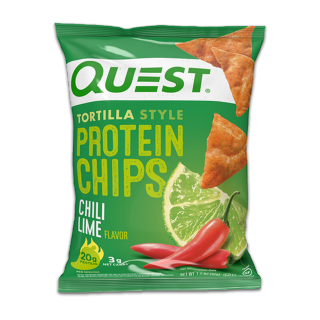 QUEST
TORTILLA STYLE
PROTEIN
CHIPS
CHILI
LIME
FLAVOR
20g
3g